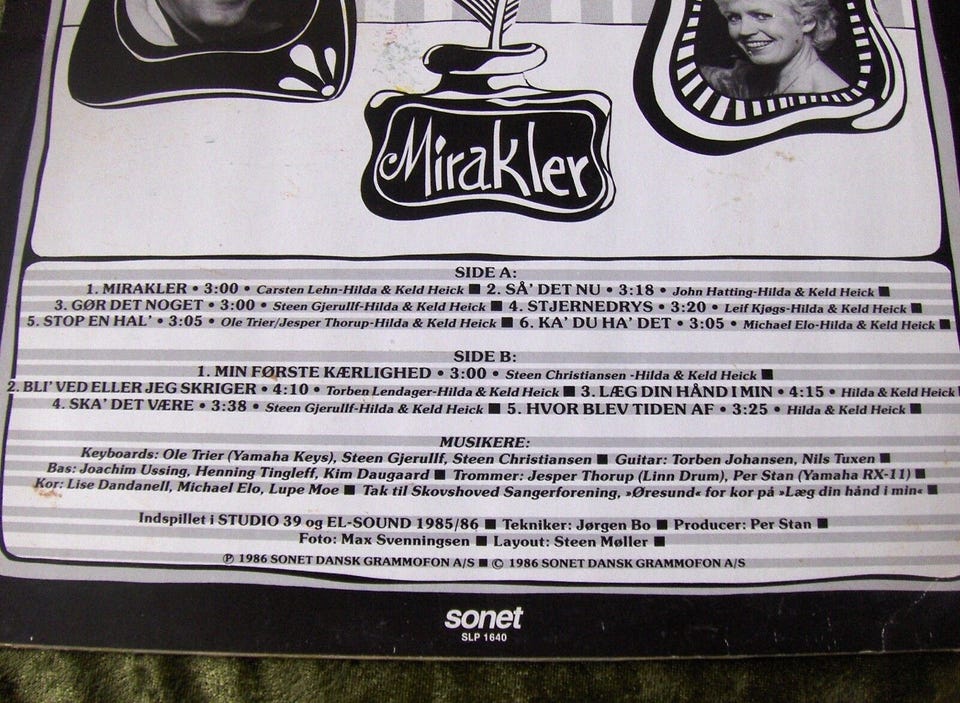 Mirakler
SIDE A:
1. MIRAKLER • 3:00 • Carsten Lehn-Hilda & Keld Heick ■ 2. SÅ' DET NU • 3:18 • John Hatting-Hilda & Keld Heick ■
3. GØR DET NOGET • 3:00 • Steen Gjerullf-Hilda & Keld Heick ■ 4. STJERNEDRYS • 3:20 • Leif Kjøgs-Hilda & Keld Heick ■
5. STOP EN HAL' • 3:05 • Ole Trier/Jesper Thorup-Hilda & Keld Heick ■ 6. KA' DU HA' DET • 3:05 • Michael Elo-Hilda & Keld Heick ■
SIDE B:
1. MIN FØRSTE KÆRLIGHED • 3:00 • Steen Christiansen -Hilda & Keld Heick ■
2. BLI' VED ELLER JEG SKRIGER • 4:10 • Torben Lendager-Hilda & Keld Heick ■ 3. LÆG DIN HÅND I MIN • 4:15 • Hilda & Keld Heick
4. SKA' DET VÆRE • 3:38 • Steen Gjerullf-Hilda & Keld Heick ■ 5. HVOR BLEV TIDEN AF • 3:25 • Hilda & Keld Heick ■
MUSIKERE:
Keyboards: Ole Trier (Yamaha Keys), Steen Gjerullf, Steen Christiansen ■ Guitar: Torben Johansen, Nils Tuxen ■
Bas: Joachim Ussing, Henning Tingleff, Kim Daugaard ■ Trommer: Jesper Thorup (Linn Drum), Per Stan (Yamaha RX-11) ■
Kor: Lise Dandanell, Michael Elo, Lupe Moe ■ Tak til Skovshoved Sangerforening, »Øresund« for kor på »Læg din hånd i min« ■
Indspillet i STUDIO 39 og EL-SOUND 1985/86 ■ Tekniker: Jørgen Bo ■ Producer: Per Stan ■
Foto: Max Svenningsen ■ Layout: Steen Møller ■
℗ 1986 SONET DANSK GRAMMOFON A/S ■ © 1986 SONET DANSK GRAMMOFON A/S
sonet
SLP 1640